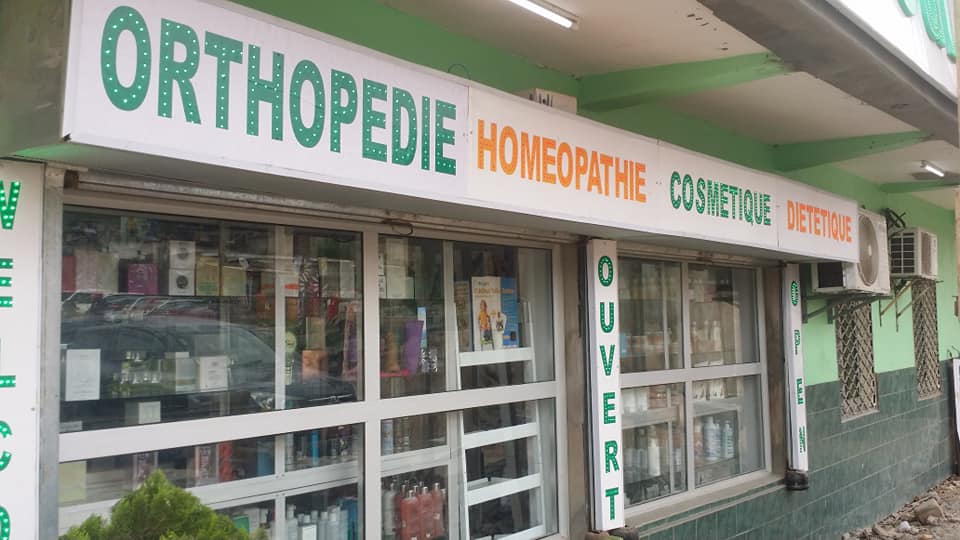 ORTHOPEDIE HOMEOPATHIE COSMETIQUE DIETETIQUE
OUVERT